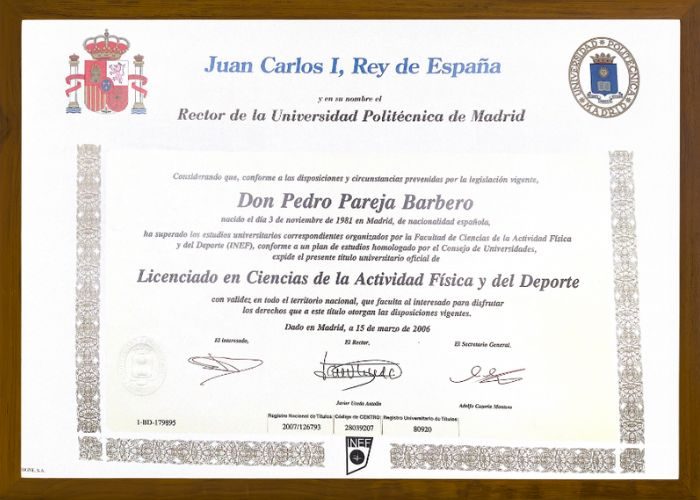 Juan Carlos I, Rey de España
UNIVERSIDAD POLITÉCNICA
MADRID
y en su nombre el
Rector de la Universidad Politécnica de Madrid
Considerando que, conforme a las disposiciones y circunstancias prevenidas por la legislación vigente,
Don Pedro Pareja Barbero
nacido el día 3 de noviembre de 1981 en Madrid, de nacionalidad española,
ha superado los estudios universitarios correspondientes organizados por la Facultad de Ciencias de la Actividad Física
y del Deporte (INEF), conforme a un plan de estudios homologado por el Consejo de Universidades,
expide el presente título universitario oficial de
Licenciado en Ciencias de la Actividad Física y del Deporte
con validez en todo el territorio nacional, que faculta al interesado para disfrutar
los derechos que a este título otorgan las disposiciones vigentes.
Dado en Madrid, a 15 de marzo de 2006
El interesado, El Rector, El Secretario General,
Javier Uceda Antolín
Adolfo Cazorla Montero
1-BD-179895
Registro Nacional de Títulos Código de CENTRO Registro Universitario de Títulos
2007/126793 28039207 80920
INEF
SIGNE, S.A.